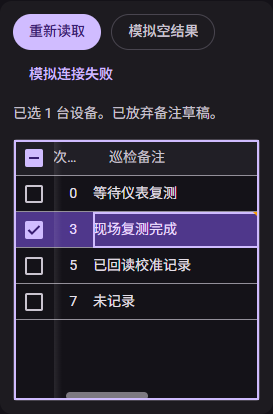 重新读取 模拟空结果
模拟连接失败
已选 1 台设备。已放弃备注草稿。
次... 巡检备注
0 等待仪表复测
3 现场复测完成
5 已回读校准记录
7 未记录